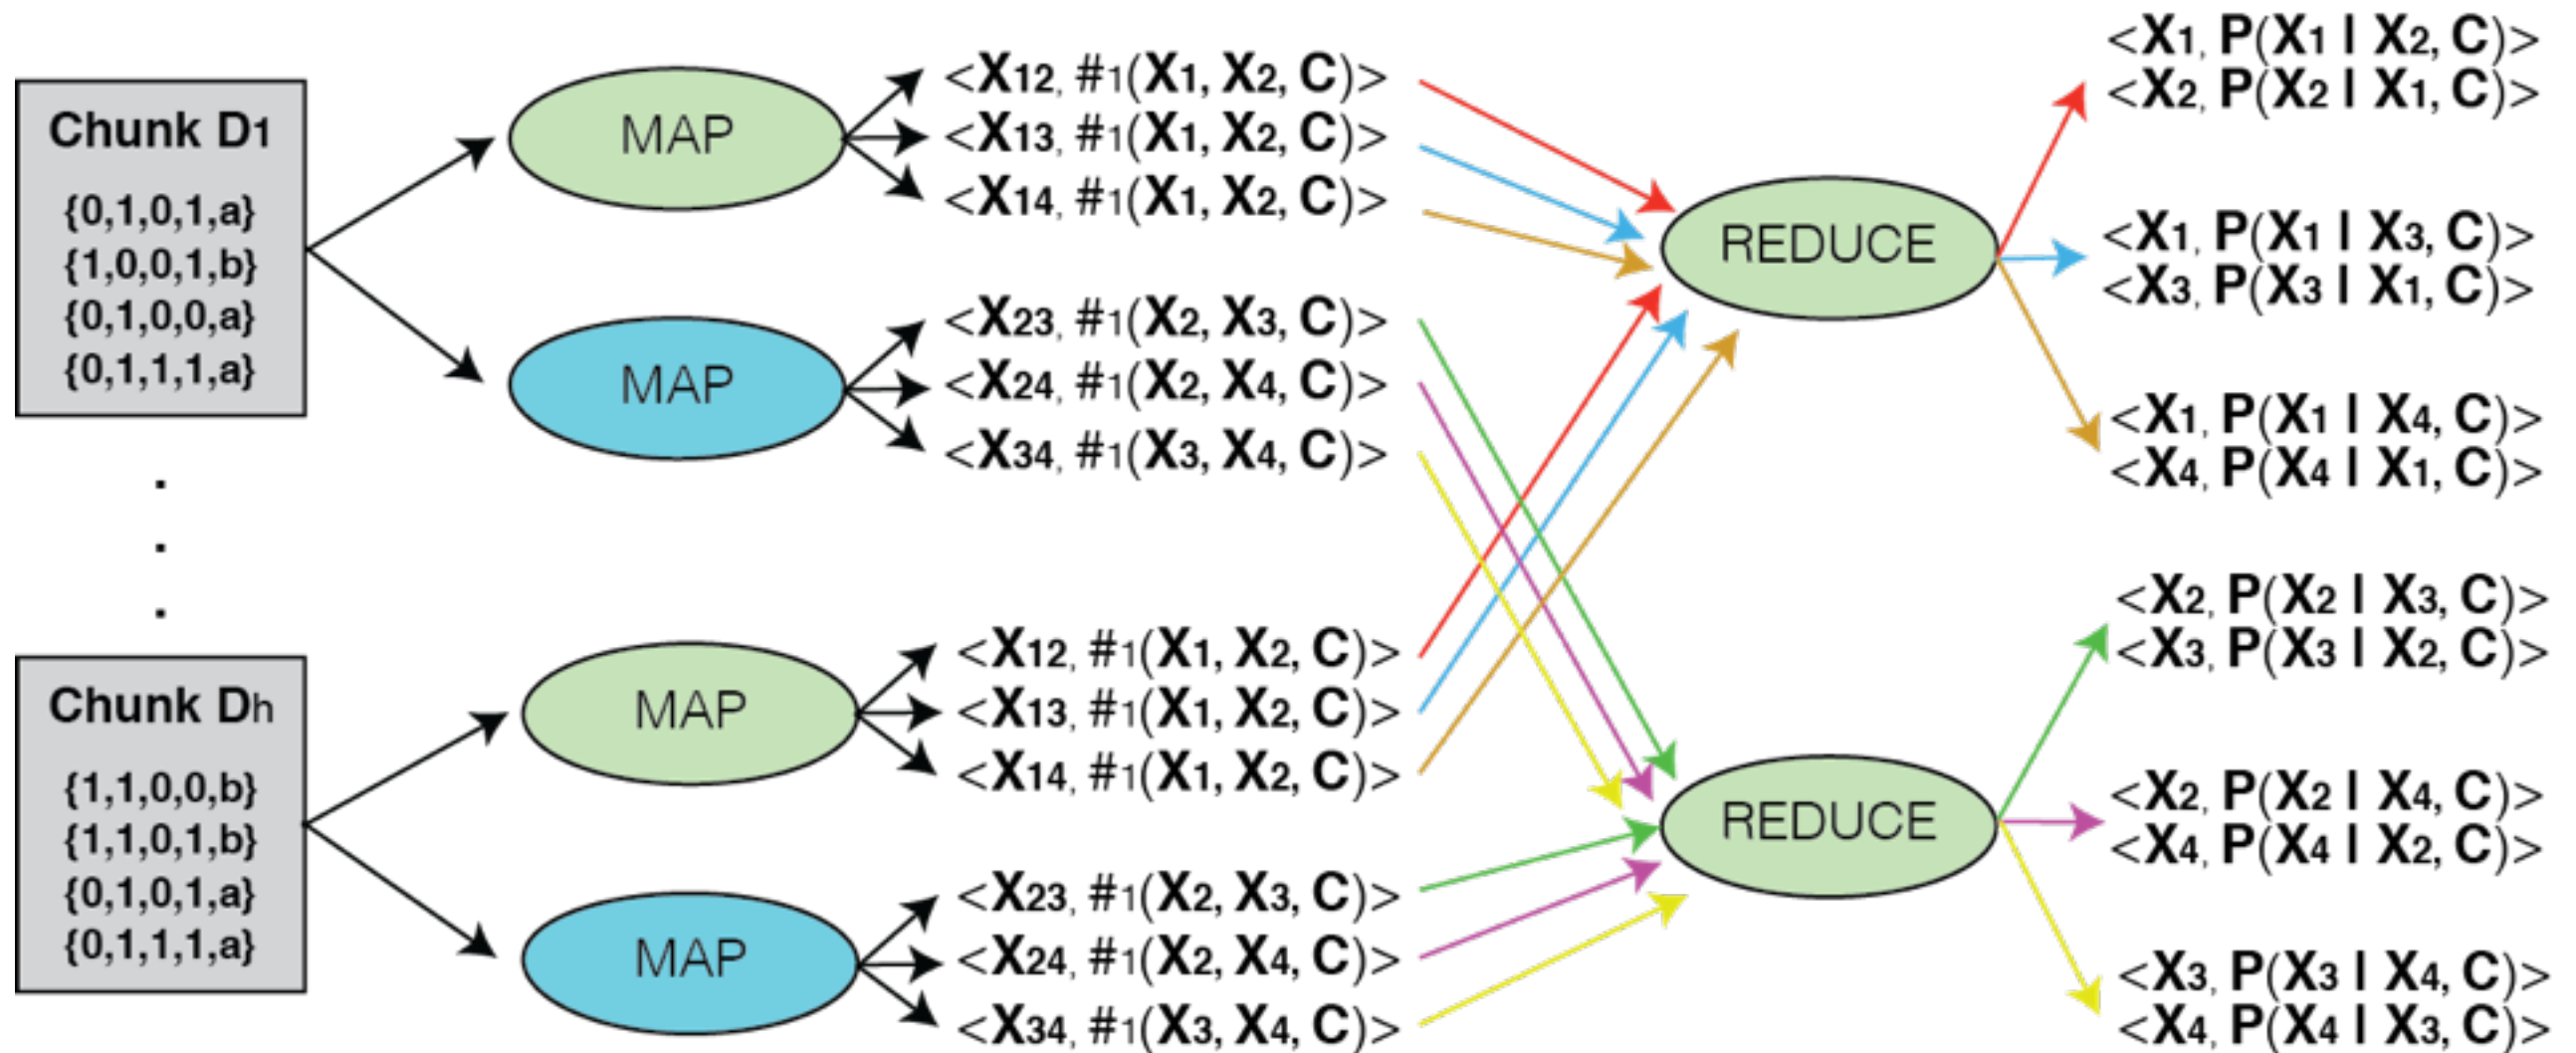 Chunk D1
{0,1,0,1,a}
{1,0,0,1,b}
{0,1,0,0,a}
{0,1,1,1,a}
.
.
.
Chunk Dh
{1,1,0,0,b}
{1,1,0,1,b}
{0,1,0,1,a}
{0,1,1,1,a}
MAP
MAP
MAP
MAP
<X12, #1(X1, X2, C)>
<X13, #1(X1, X2, C)>
<X14, #1(X1, X2, C)>
<X23, #1(X2, X3, C)>
<X24, #1(X2, X4, C)>
<X34, #1(X3, X4, C)>
<X12, #1(X1, X2, C)>
<X13, #1(X1, X2, C)>
<X14, #1(X1, X2, C)>
<X23, #1(X2, X3, C)>
<X24, #1(X2, X4, C)>
<X34, #1(X3, X4, C)>
REDUCE
REDUCE
<X1, P(X1 | X2, C)>
<X2, P(X2 | X1, C)>
<X1, P(X1 | X3, C)>
<X3, P(X3 | X1, C)>
<X1, P(X1 | X4, C)>
<X4, P(X4 | X1, C)>
<X2, P(X2 | X3, C)>
<X3, P(X3 | X2, C)>
<X2, P(X2 | X4, C)>
<X4, P(X4 | X2, C)>
<X3, P(X3 | X4, C)>
<X4, P(X4 | X3, C)>